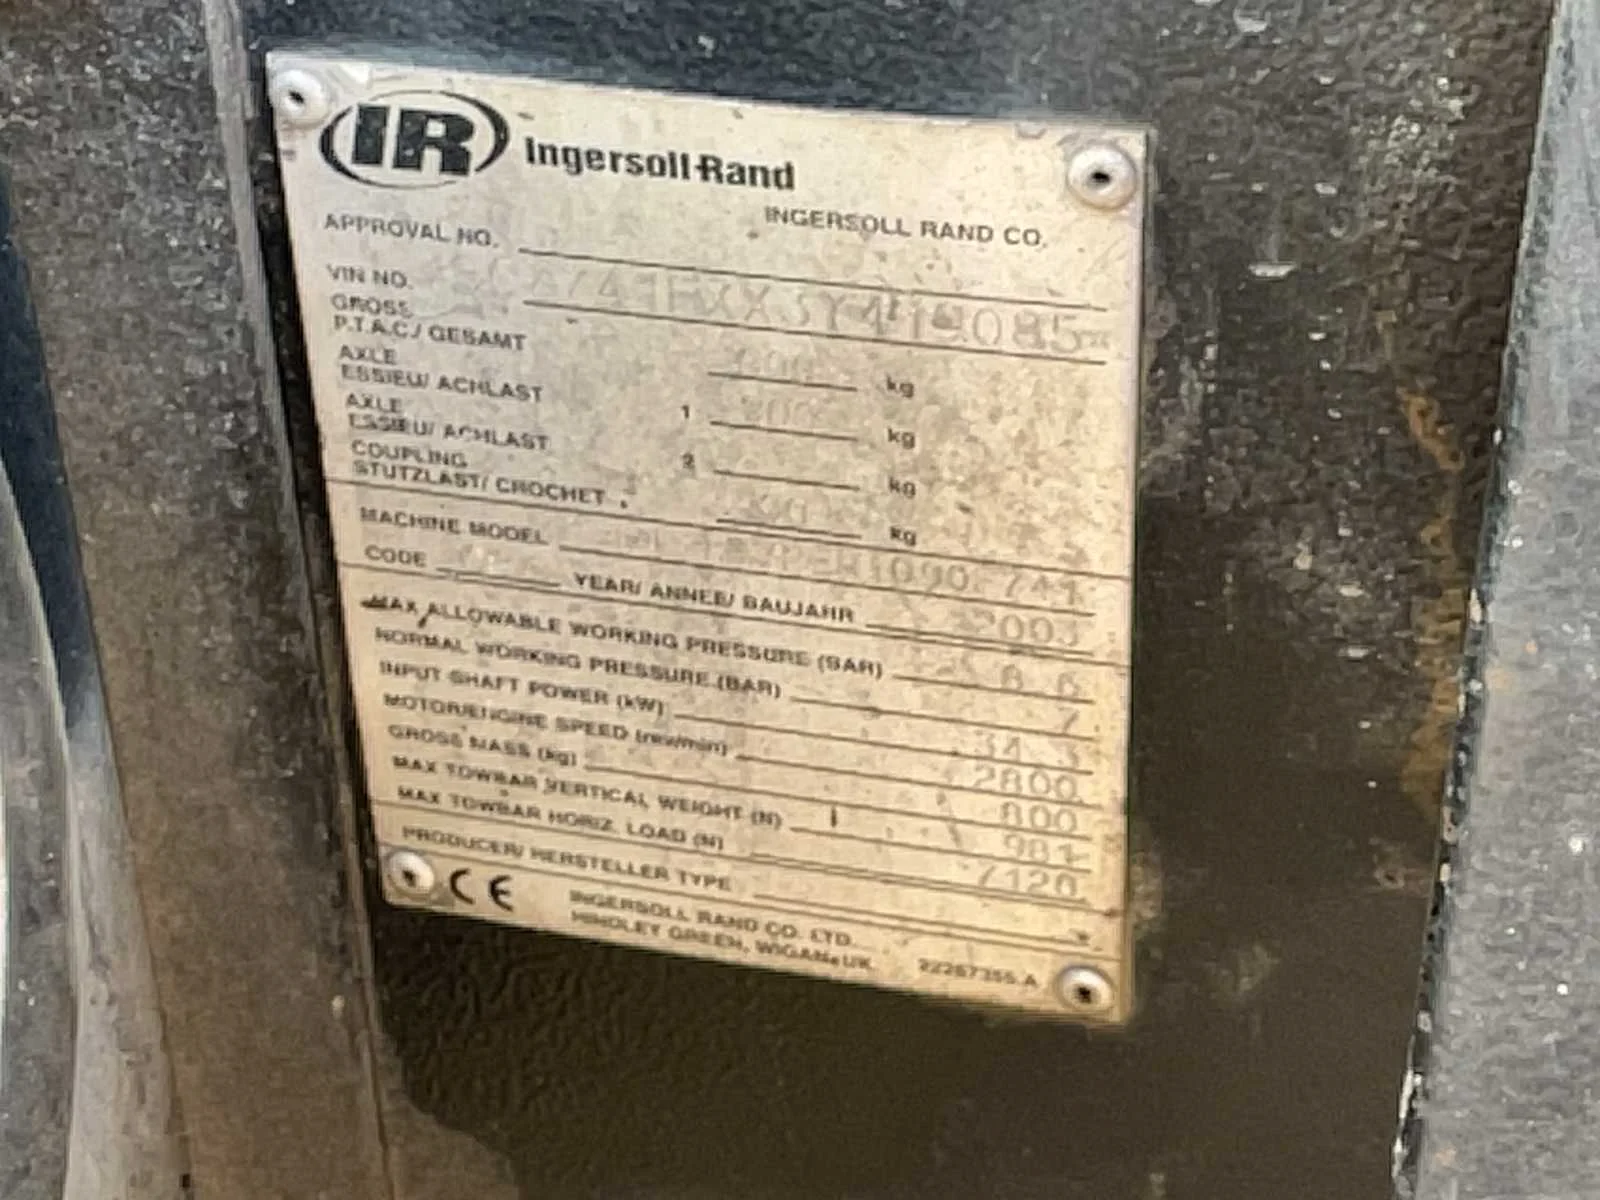 IR Ingersoll-Rand
INGERSOLL RAND CO.
APPROVAL NO.
VIN NO.
GROSS
P.T.A.C./ GESAMT kg
AXLE
ESSIEU/ ACHLAST 1 kg
AXLE
ESSIEU/ ACHLAST 2 kg
COUPLING
STUTZLAST/ CROCHET kg
MACHINE MODEL
CODE YEAR/ ANNEE/ BAUJAHR 2003
MAX ALLOWABLE WORKING PRESSURE (BAR) 8.6
NORMAL WORKING PRESSURE (BAR) 7
INPUT SHAFT POWER (kW) 34.3
MOTOR/ENGINE SPEED (rev/min) 2800
GROSS MASS (kg) 800
MAX TOWBAR VERTICAL WEIGHT (N) 981
MAX TOWBAR HORIZ. LOAD (N) 7120
PRODUCER/ HERSTELLER TYPE
CE INGERSOLL RAND CO. LTD.
HINDLEY GREEN, WIGAN, UK 22267355.A